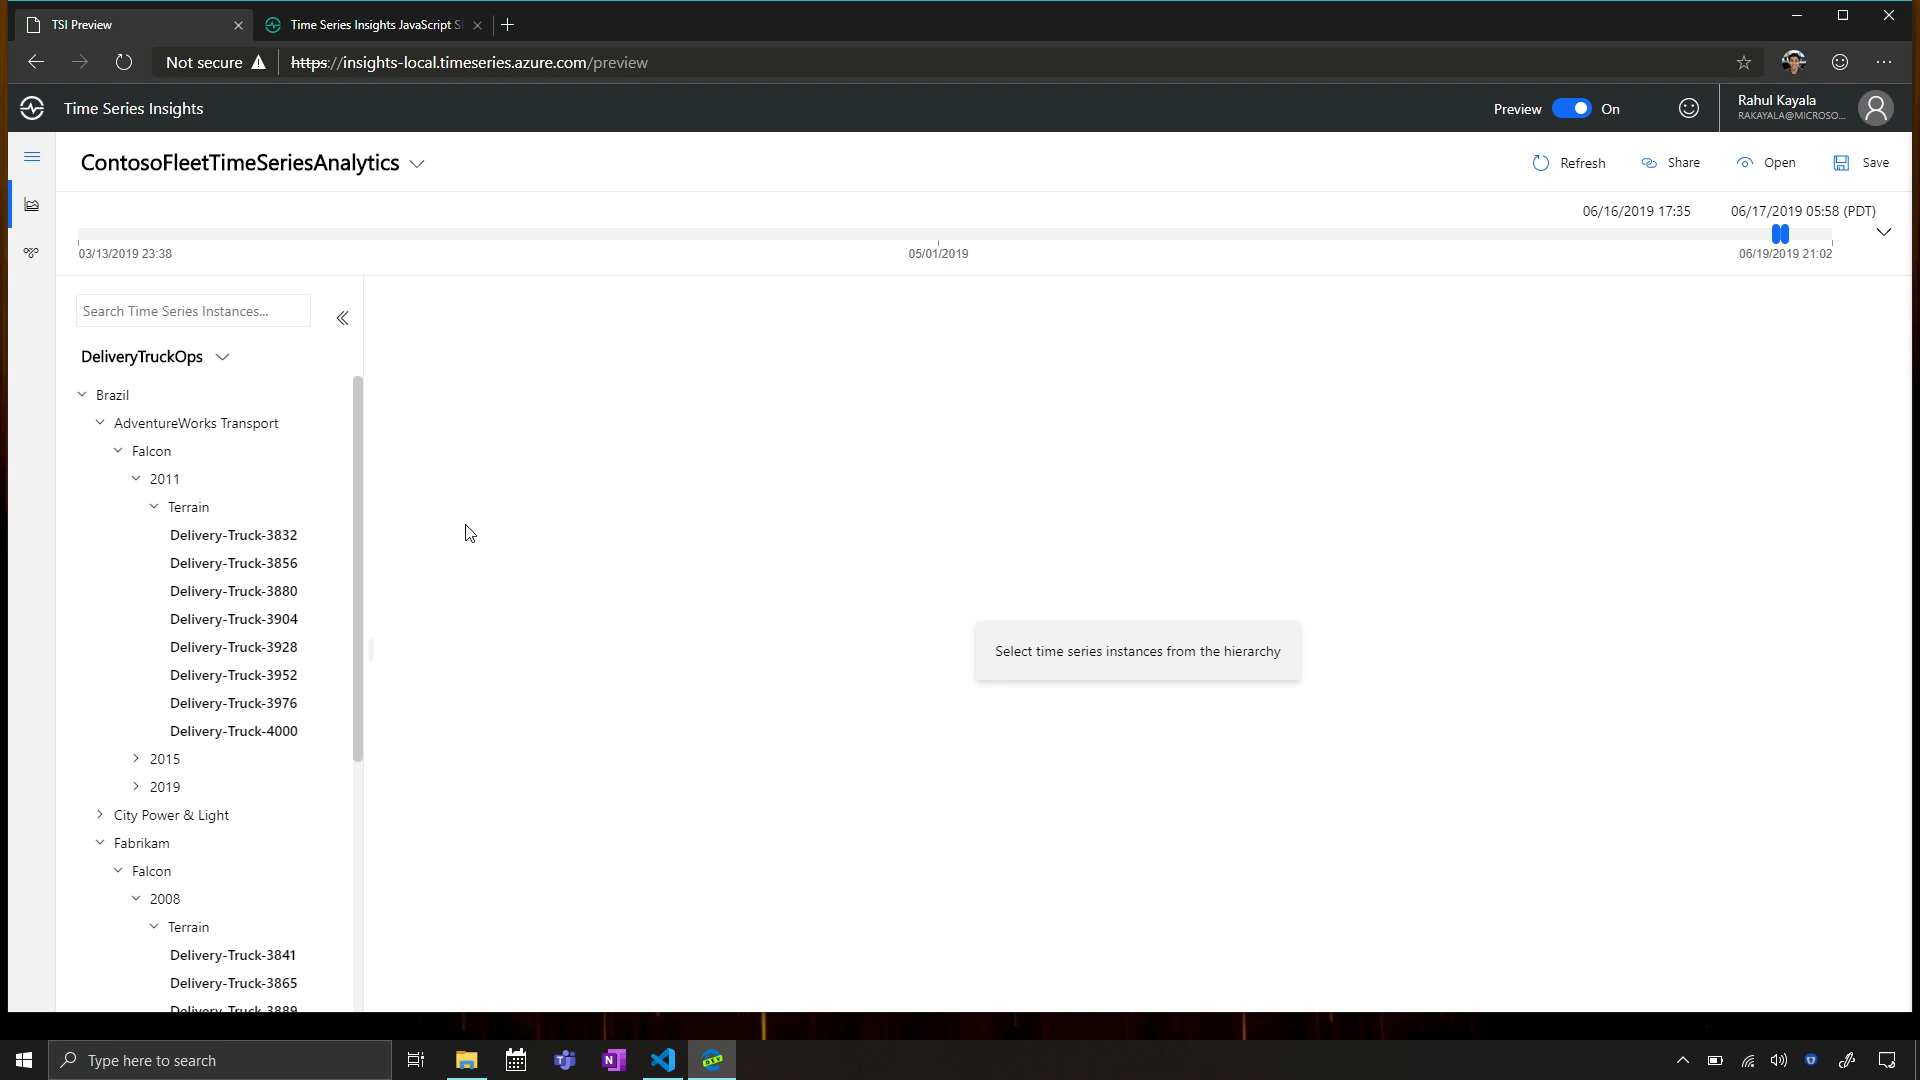 TSI Preview
Time Series Insights JavaScript S
Not secure
https://insights-local.timeseries.azure.com/preview
Time Series Insights
Preview On
Rahul Kayala
RAKAYALA@MICROSO...
ContosoFleetTimeSeriesAnalytics
Refresh
Share
Open
Save
06/16/2019 17:35
06/17/2019 05:58 (PDT)
03/13/2019 23:38
05/01/2019
06/19/2019 21:02
Search Time Series Instances...
DeliveryTruckOps
Brazil
AdventureWorks Transport
Falcon
2011
Terrain
Delivery-Truck-3832
Delivery-Truck-3856
Delivery-Truck-3880
Delivery-Truck-3904
Delivery-Truck-3928
Delivery-Truck-3952
Delivery-Truck-3976
Delivery-Truck-4000
2015
2019
City Power & Light
Fabrikam
Falcon
2008
Terrain
Delivery-Truck-3841
Delivery-Truck-3865
Delivery-Truck-3889
Select time series instances from the hierarchy
Type here to search
N
DEV